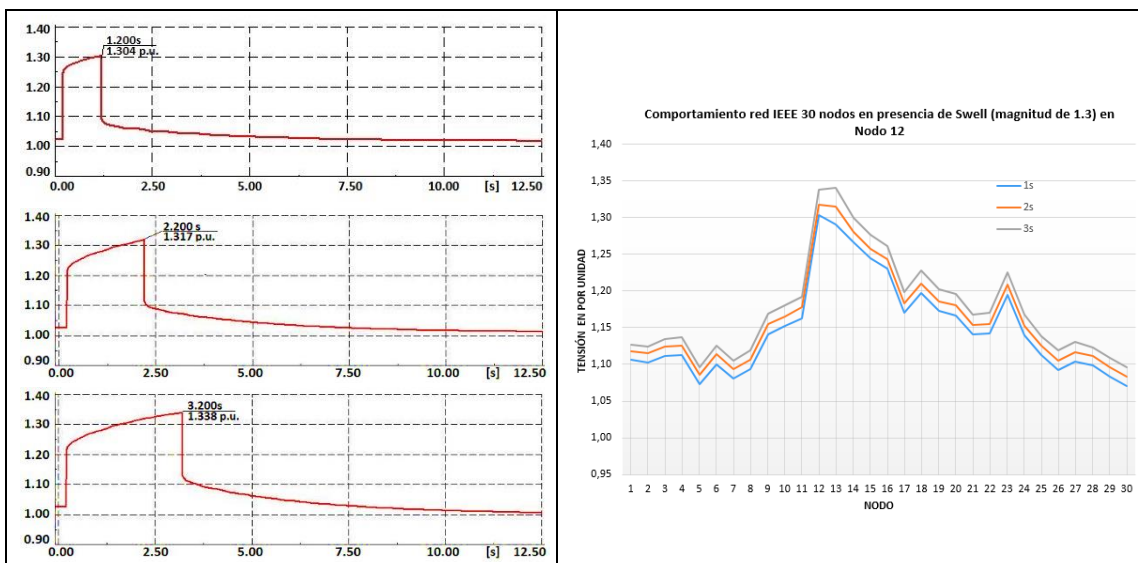 1.40
1.30
1.20
1.10
1.00
0.90
1.200s
1.304 p.u.
0.00 2.50 5.00 7.50 10.00 [s] 12.50
1.40
1.30
1.20
1.10
1.00
0.90
2.200 s
1.317 p.u.
0.00 2.50 5.00 7.50 10.00 [s] 12.50
1.40
1.30
1.20
1.10
1.00
0.90
3.200s
1.338 p.u.
0.00 2.50 5.00 7.50 10.00 [s] 12.50
Comportamiento red IEEE 30 nodos en presencia de Swell (magnitud de 1.3) en
Nodo 12
TENSIÓN EN POR UNIDAD
1,40
1,35
1,30
1,25
1,20
1,15
1,10
1,05
1,00
0,95
1s
2s
3s
1 2 3 4 5 6 7 8 9 10 11 12 13 14 15 16 17 18 19 20 21 22 23 24 25 26 27 28 29 30
NODO